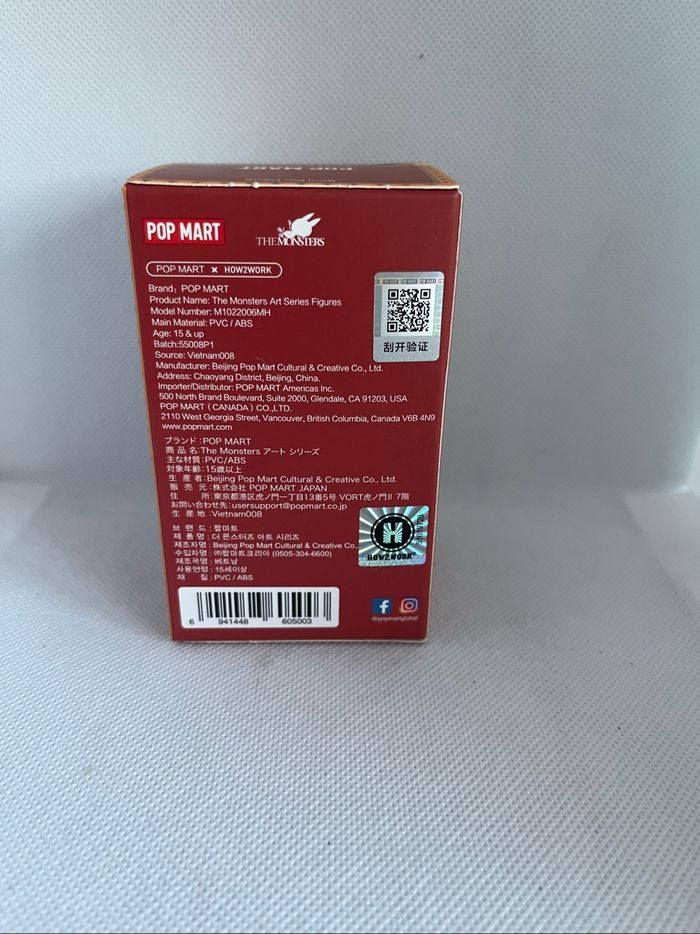 POP MART
POP MART
THE MONSTERS
POP MART × HOW2WORK
Brand: POP MART
Product Name: The Monsters Art Series Figures
Model Number: M1022006MH
Main Material: PVC / ABS
Age: 15 & up
Batch:55008P1
Source: Vietnam008
Manufacturer: Beijing Pop Mart Cultural & Creative Co., Ltd.
Address: Chaoyang District, Beijing, China.
Importer/Distributor: POP MART Americas Inc.
500 North Brand Boulevard, Suite 2000, Glendale, CA 91203, USA
POP MART (CANADA) CO.,LTD.
2110 West Georgia Street, Vancouver, British Columbia, Canada V6B 4N9
www.popmart.com
刮开验证
ブランド:POP MART
商品名:The Monsters アート シリーズ
主な材質:PVC/ABS
対象年齢:15歳以上
生産者:Beijing Pop Mart Cultural & Creative Co., Ltd.
販売元:株式会社 POP MART JAPAN
住所:東京都港区虎ノ門一丁目13番5号 VORT虎ノ門II 7階
お問い合わせ先:usersupport@popmart.co.jp
生産地:Vietnam008
브랜드:팝마트
제품명:더 몬스터즈 아트 시리즈
제조자명:Beijing Pop Mart Cultural & Creative Co.
수입자명:㈜팝마트코리아 (0505-304-6600)
제조국명:베트남
사용연령:15세이상
재질:PVC / ABS
HOW2WORK
6 941448 605003
@popmartglobal